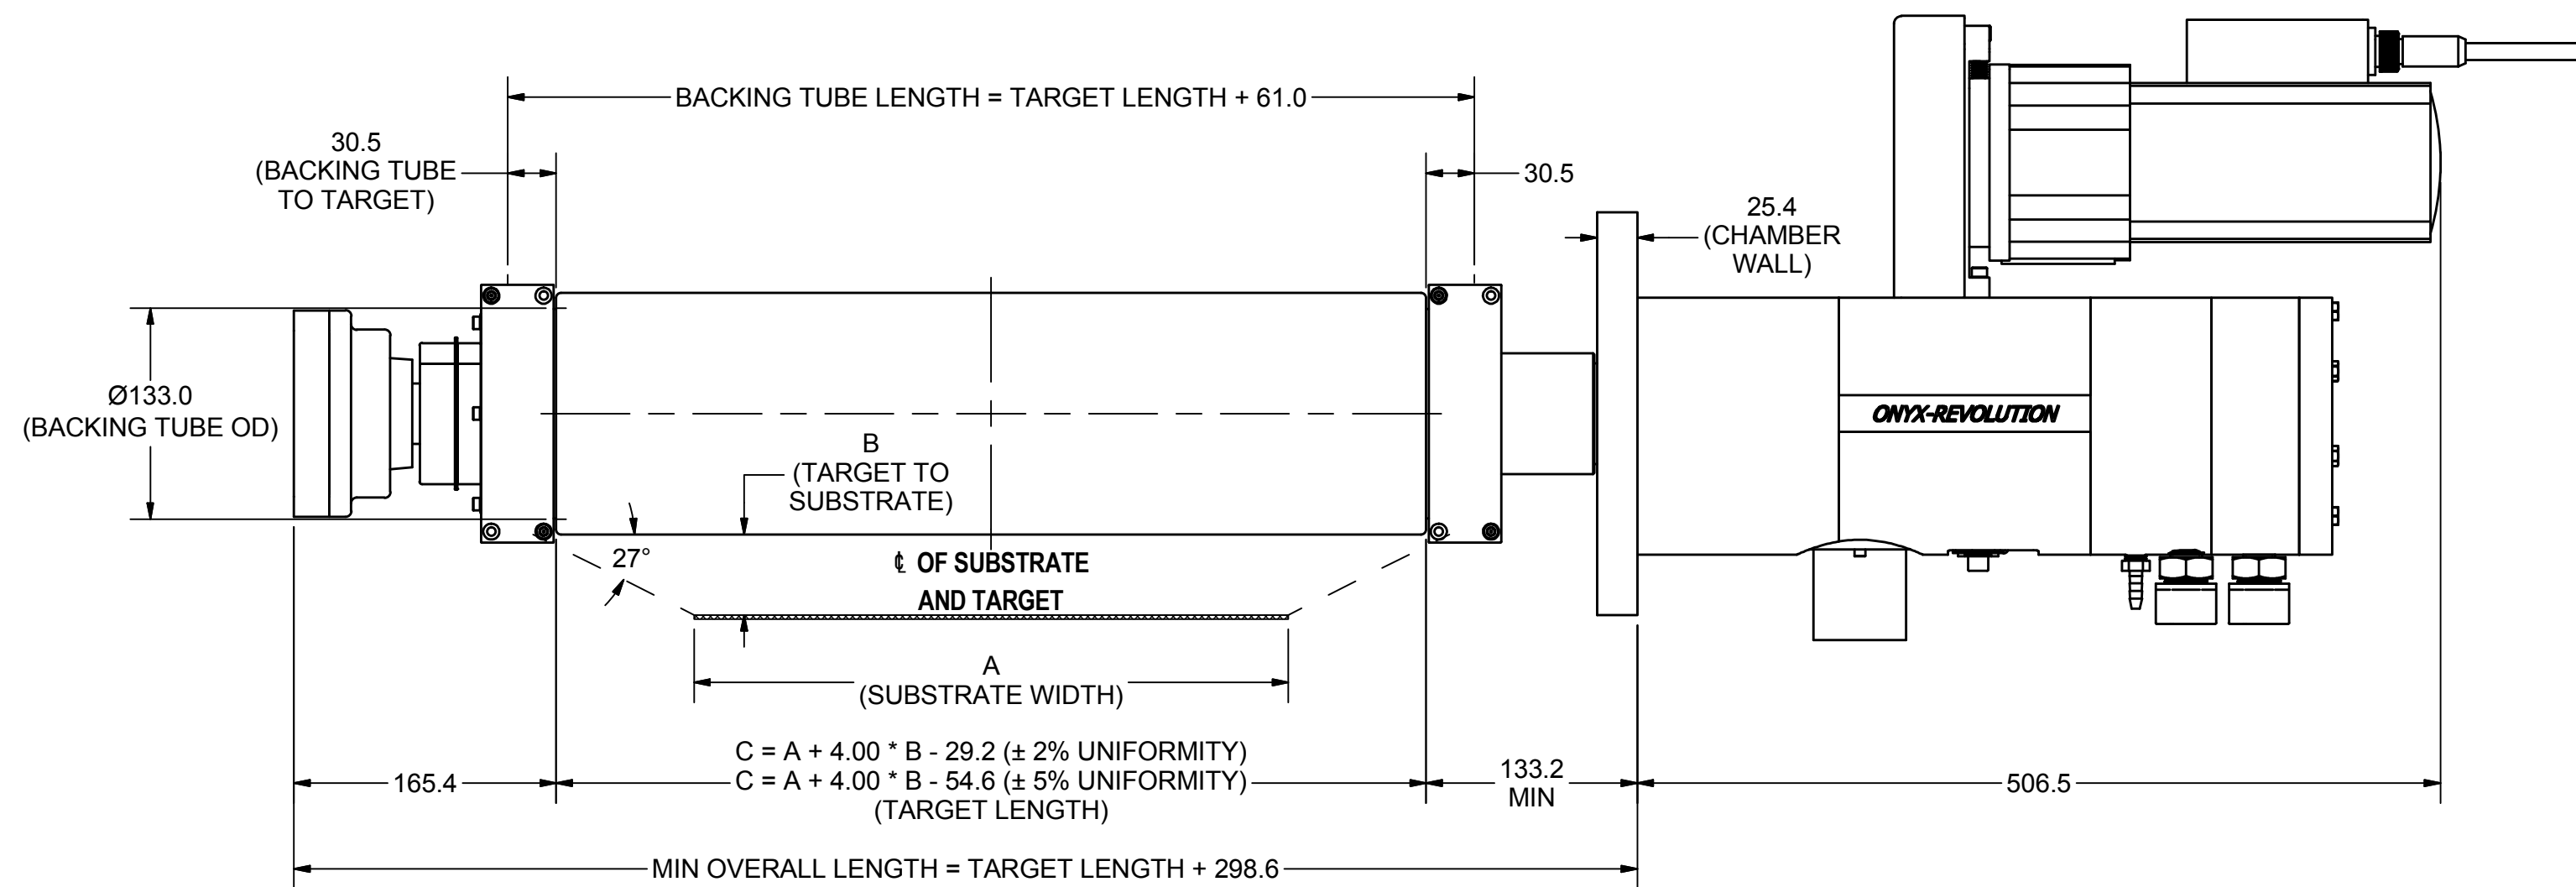 BACKING TUBE LENGTH = TARGET LENGTH + 61.0
30.5
(BACKING TUBE
TO TARGET)
30.5
25.4
(CHAMBER
WALL)
Ø133.0
(BACKING TUBE OD)
ONYX-REVOLUTION
B
(TARGET TO
SUBSTRATE)
27°
℄ OF SUBSTRATE
AND TARGET
A
(SUBSTRATE WIDTH)
C = A + 4.00 * B - 29.2 (± 2% UNIFORMITY)
C = A + 4.00 * B - 54.6 (± 5% UNIFORMITY)
(TARGET LENGTH)
165.4
133.2
MIN
506.5
MIN OVERALL LENGTH = TARGET LENGTH + 298.6